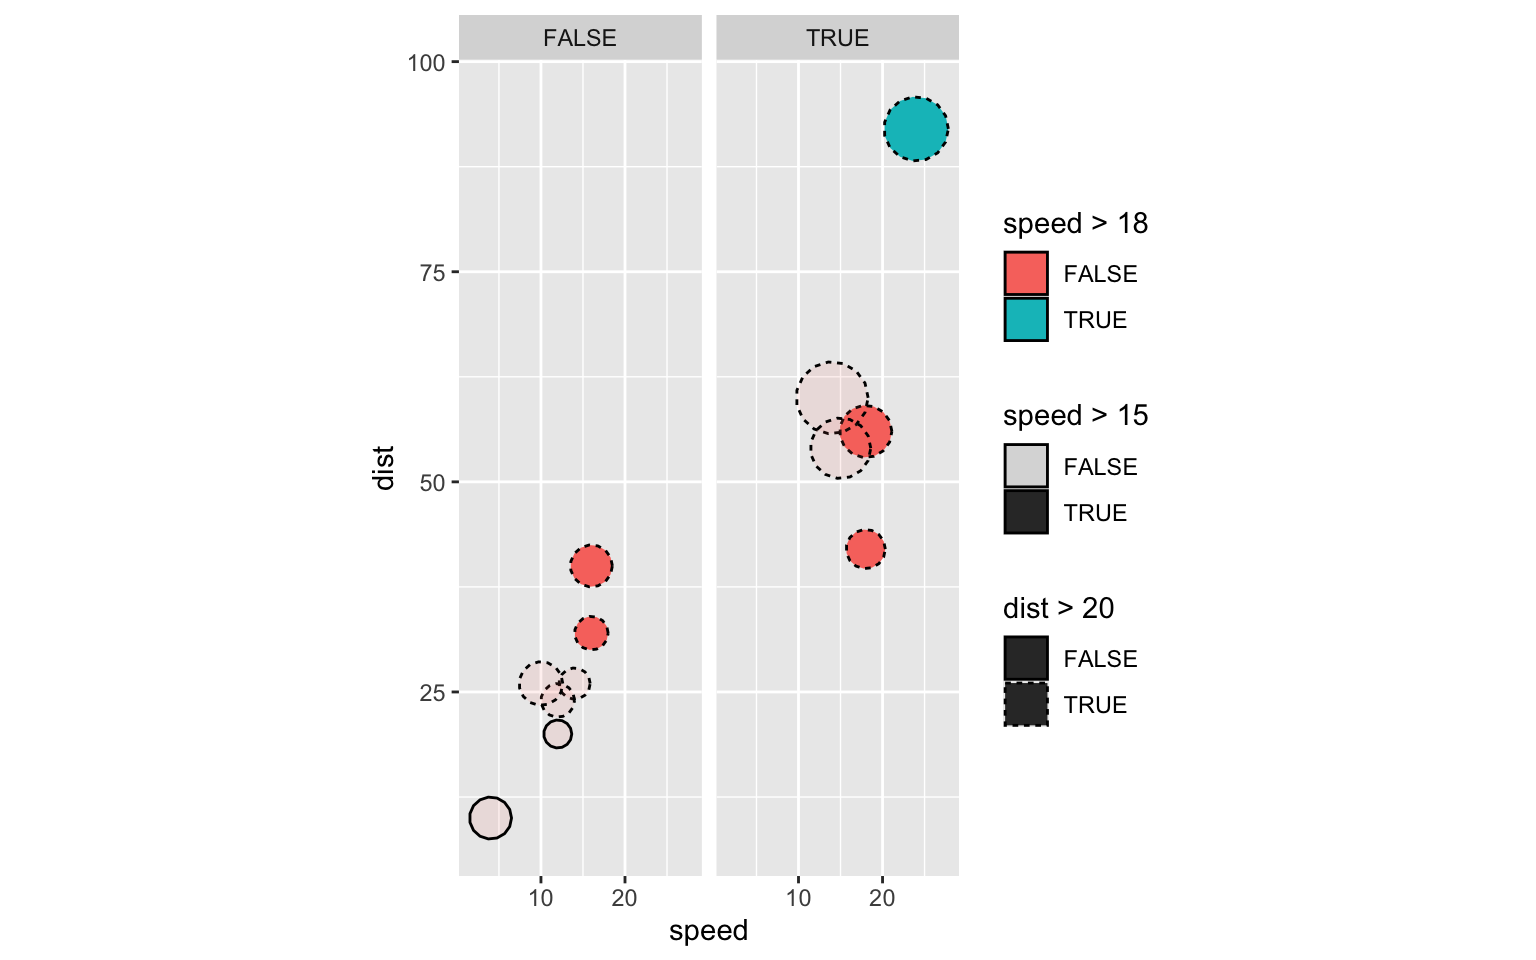 FALSE TRUE
100
75
50
25
dist
10 20 10 20
speed
speed > 18
FALSE
TRUE
speed > 15
FALSE
TRUE
dist > 20
FALSE
TRUE